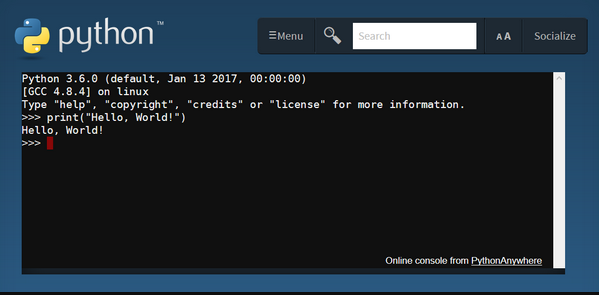 python™
☰Menu
Search
A A
Socialize
Python 3.6.0 (default, Jan 13 2017, 00:00:00)
[GCC 4.8.4] on linux
Type "help", "copyright", "credits" or "license" for more information.
>>> print("Hello, World!")
Hello, World!
>>>
Online console from PythonAnywhere